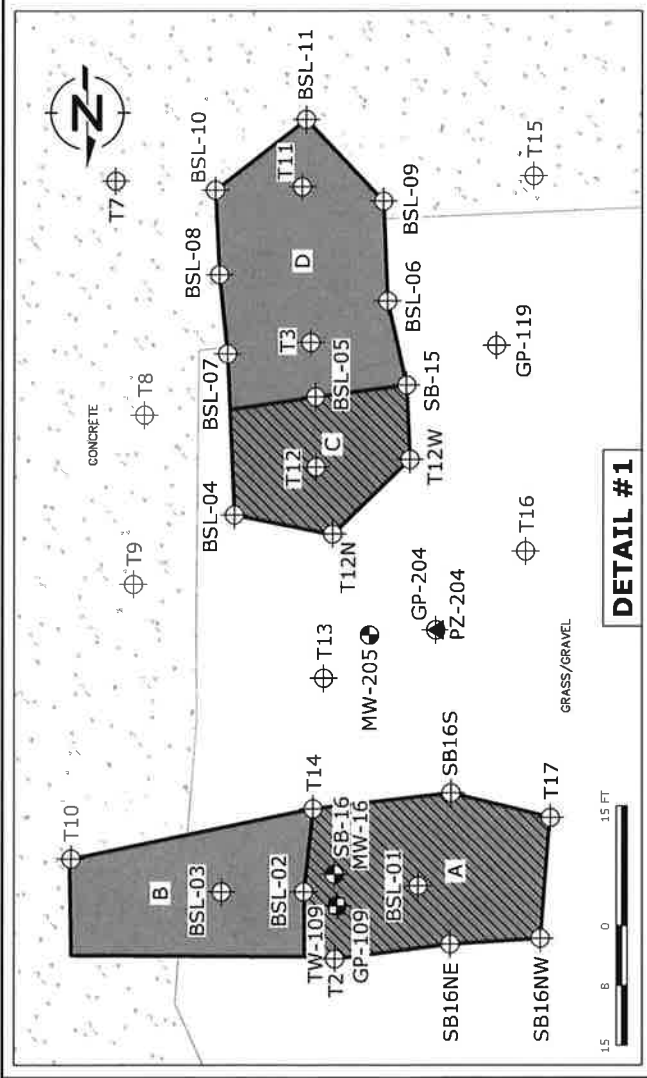 BSL-11
BSL-10
N
T7
T11
T15
BSL-09
BSL-08
D
BSL-06
T3
BSL-07
BSL-05
SB-15
GP-119
T8
CONCRETE
T12
C
T12W
BSL-04
T12N
T16
DETAIL #1
T9
GP-204
PZ-204
MW-205
T13
GRASS/GRAVEL
T10
T14
SB16S
T17
SB-16
MW-16
B
BSL-03
BSL-02
BSL-01
A
TW-109
GP-109
T2
SB16NE
SB16NW
15 8 0 15 FT